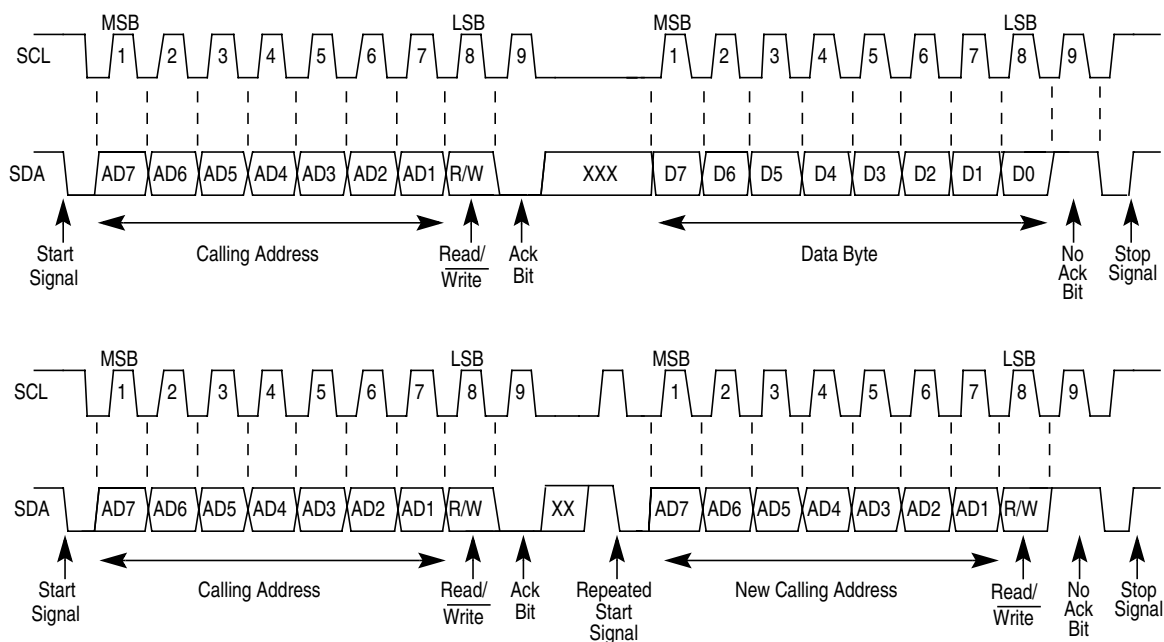 MSB LSB MSB LSB
SCL 1 2 3 4 5 6 7 8 9 1 2 3 4 5 6 7 8 9
SDA AD7 AD6 AD5 AD4 AD3 AD2 AD1 R/W XXX D7 D6 D5 D4 D3 D2 D1 D0
Start Signal
Calling Address
Read/ Write
Ack Bit
Data Byte
No Ack Bit
Stop Signal
MSB LSB MSB LSB
SCL 1 2 3 4 5 6 7 8 9 1 2 3 4 5 6 7 8 9
SDA AD7 AD6 AD5 AD4 AD3 AD2 AD1 R/W XX AD7 AD6 AD5 AD4 AD3 AD2 AD1 R/W
Start Signal
Calling Address
Read/ Write
Ack Bit
Repeated Start Signal
New Calling Address
Read/ Write
No Ack Bit
Stop Signal